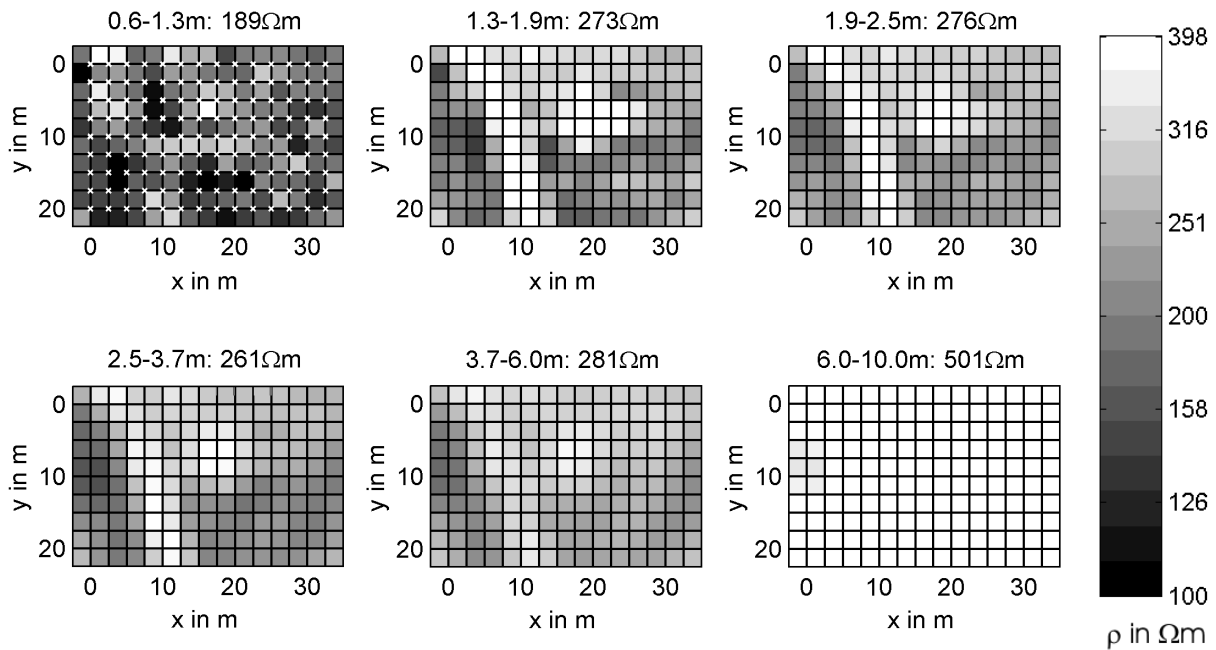 0.6-1.3m: 189Ωm
1.3-1.9m: 273Ωm
1.9-2.5m: 276Ωm
0
10
20
y in m
0 10 20 30
x in m
0
10
20
y in m
0 10 20 30
x in m
0
10
20
y in m
0 10 20 30
x in m
2.5-3.7m: 261Ωm
3.7-6.0m: 281Ωm
6.0-10.0m: 501Ωm
0
10
20
y in m
0 10 20 30
x in m
0
10
20
y in m
0 10 20 30
x in m
0
10
20
y in m
0 10 20 30
x in m
398
316
251
200
158
126
100
ρ in Ωm